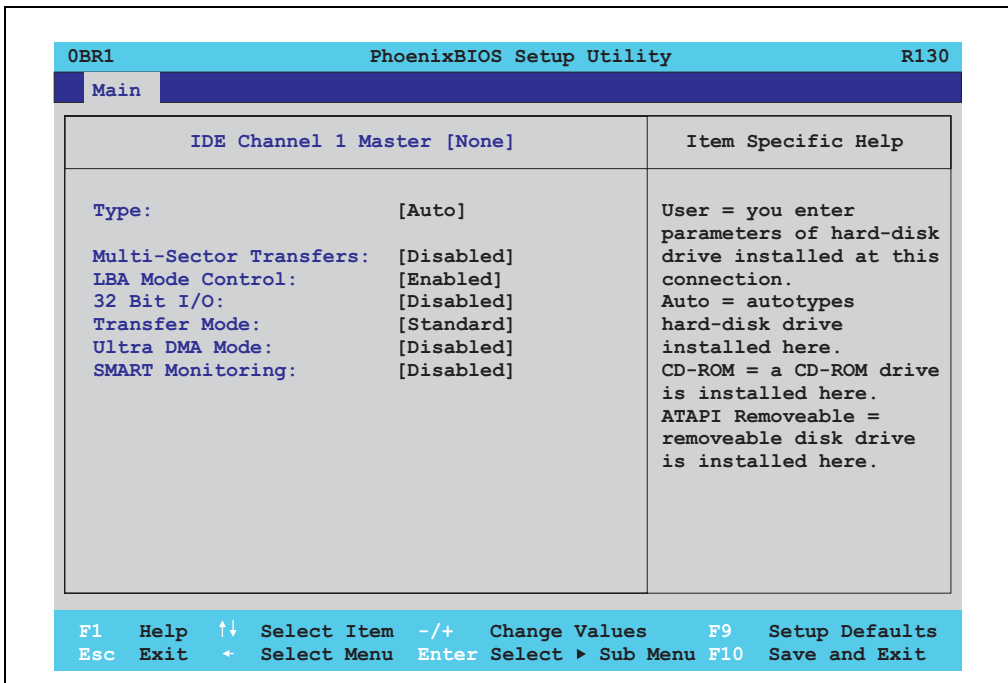 0BR1 PhoenixBIOS Setup Utility R130
Main
IDE Channel 1 Master [None]
Item Specific Help
Type: [Auto]
Multi-Sector Transfers: [Disabled]
LBA Mode Control: [Enabled]
32 Bit I/O: [Disabled]
Transfer Mode: [Standard]
Ultra DMA Mode: [Disabled]
SMART Monitoring: [Disabled]
User = you enter
parameters of hard-disk
drive installed at this
connection.
Auto = autotypes
hard-disk drive
installed here.
CD-ROM = a CD-ROM drive
is installed here.
ATAPI Removeable =
removeable disk drive
is installed here.
F1 Help ↑↓ Select Item -/+ Change Values F9 Setup Defaults
Esc Exit ← Select Menu Enter Select ▶ Sub Menu F10 Save and Exit